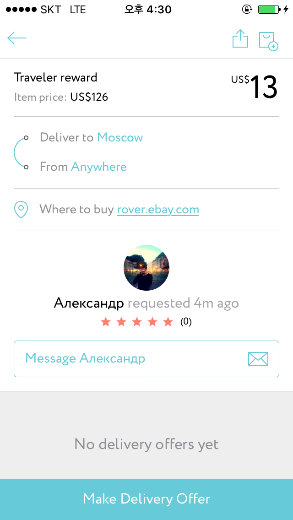 SKT LTE 오후 4:30
Traveler reward
US$13
Item price: US$126
Deliver to Moscow
From Anywhere
Where to buy rover.ebay.com
Александр requested 4m ago
(0)
Message Александр
No delivery offers yet
Make Delivery Offer